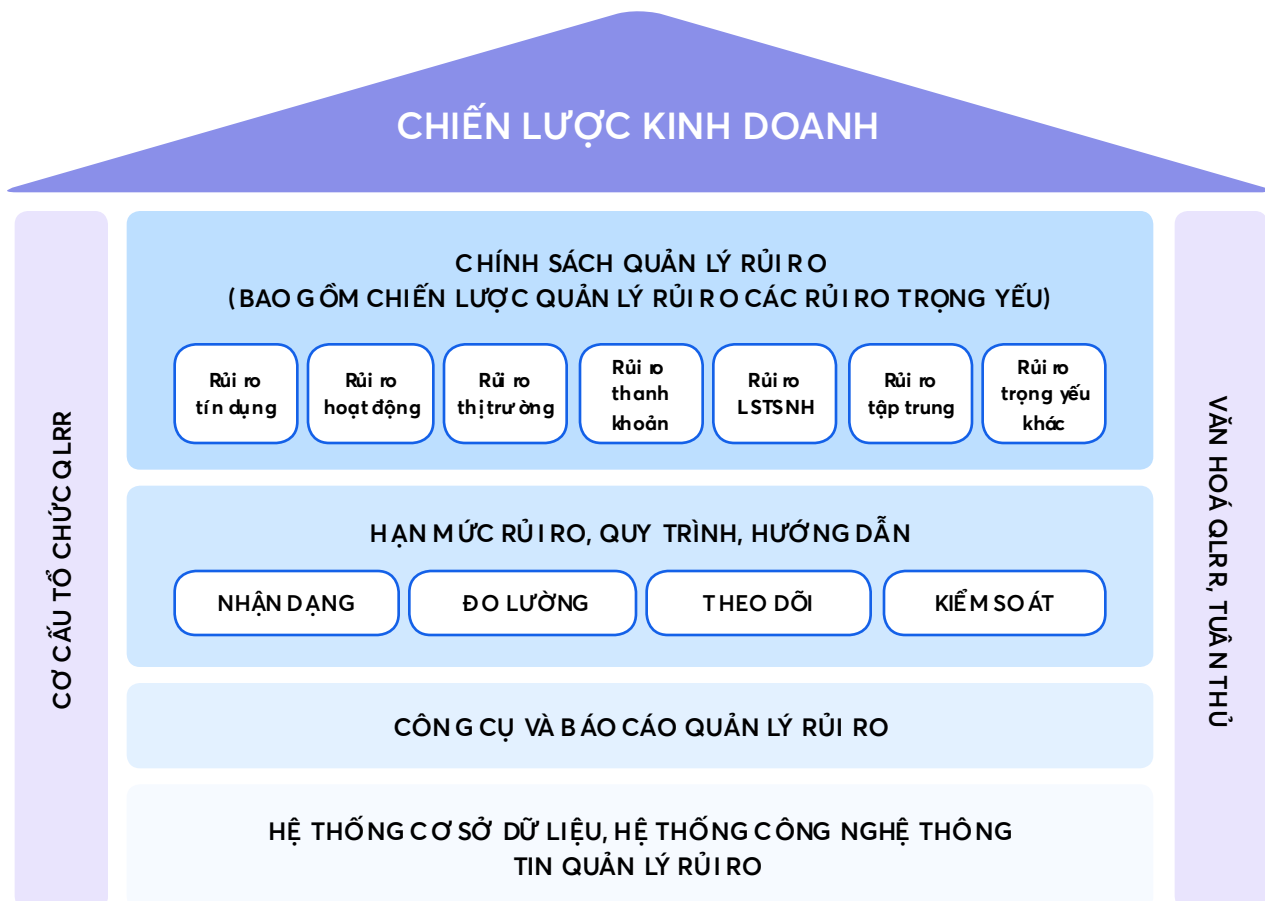 CHIẾN LƯỢC KINH DOANH
CƠ CẤU TỔ CHỨC QLRR
CHÍNH SÁCH QUẢN LÝ RỦI RO
(BAO GỒM CHIẾN LƯỢC QUẢN LÝ RỦI RO CÁC RỦI RO TRỌNG YẾU)
Rủi ro
tín dụng
Rủi ro
hoạt động
Rủi ro
thị trường
Rủi ro
thanh
khoản
Rủi ro
LSTSNH
Rủi ro
tập trung
Rủi ro
trọng yếu
khác
HẠN MỨC RỦI RO, QUY TRÌNH, HƯỚNG DẪN
NHẬN DẠNG
ĐO LƯỜNG
THEO DÕI
KIỂM SOÁT
CÔNG CỤ VÀ BÁO CÁO QUẢN LÝ RỦI RO
HỆ THỐNG CƠ SỞ DỮ LIỆU, HỆ THỐNG CÔNG NGHỆ THÔNG
TIN QUẢN LÝ RỦI RO
VĂN HOÁ QLRR, TUÂN THỦ